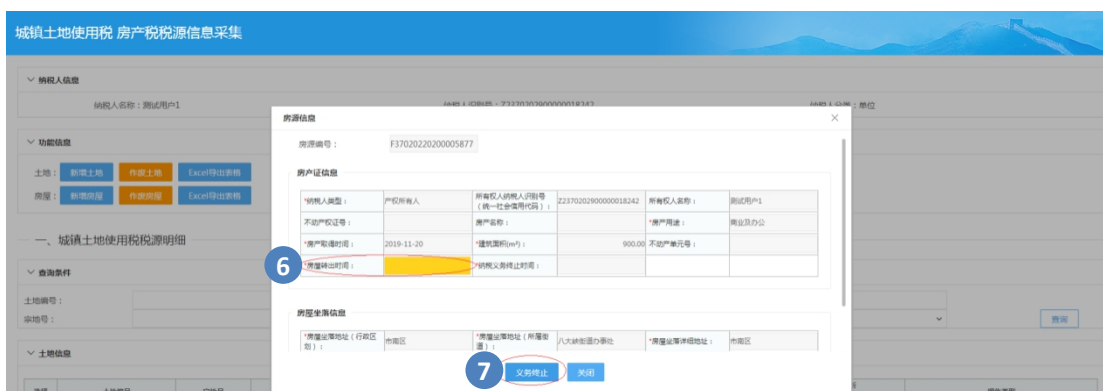 城镇土地使用税 房产税税源信息采集
纳税人信息
纳税人名称：测试用户1
纳税人识别号：Z2370202900000018242
纳税人分类：单位
功能信息
土地：
新增土地
作废土地
Excel导出表格
房屋：
新增房屋
作废房屋
Excel导出表格
一、城镇土地使用税税源明细
查询条件
土地编号：
宗地号：
查询
土地信息
房源信息
房源编号：
F37020220200005877
房产证信息
*纳税人类型：
产权所有人
所有权人纳税人识别号（统一社会信用代码）：
Z2370202900000018242
所有权人名称：
测试用户1
不动产权证号：
房产名称：
*房产用途：
商业及办公
*房产取得时间：
2019-11-20
*建筑面积(m²)：
900.00
不动产单元号：
6
*房屋转出时间：
*纳税义务终止时间：
房屋坐落信息
*房屋坐落地址（行政区划）：
市南区
*房屋坐落地址（所属街道）：
八大峡街道办事处
*房屋坐落详细地址：
市南区
7
义务终止
关闭